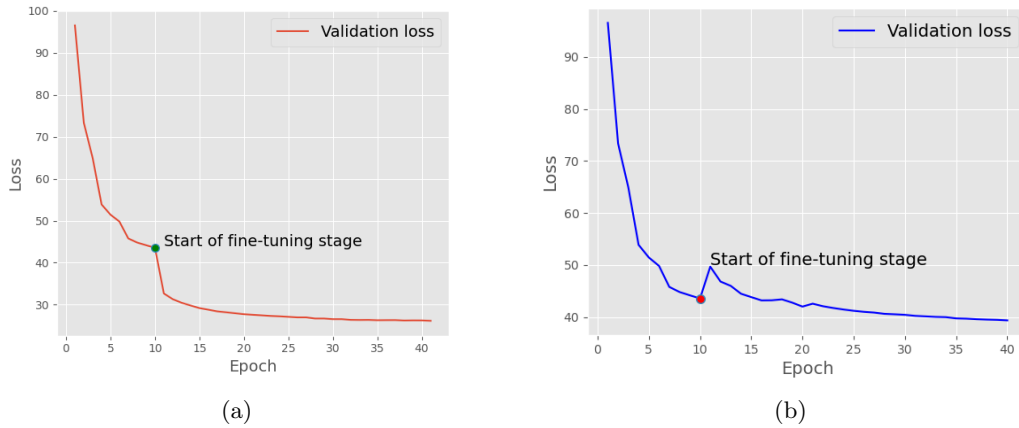 100
90
80
70
60
50
40
30
0 5 10 15 20 25 30 35 40
Loss
Epoch
Validation loss
Start of fine-tuning stage
(a)
90
80
70
60
50
40
0 5 10 15 20 25 30 35 40
Loss
Epoch
Validation loss
Start of fine-tuning stage
(b)